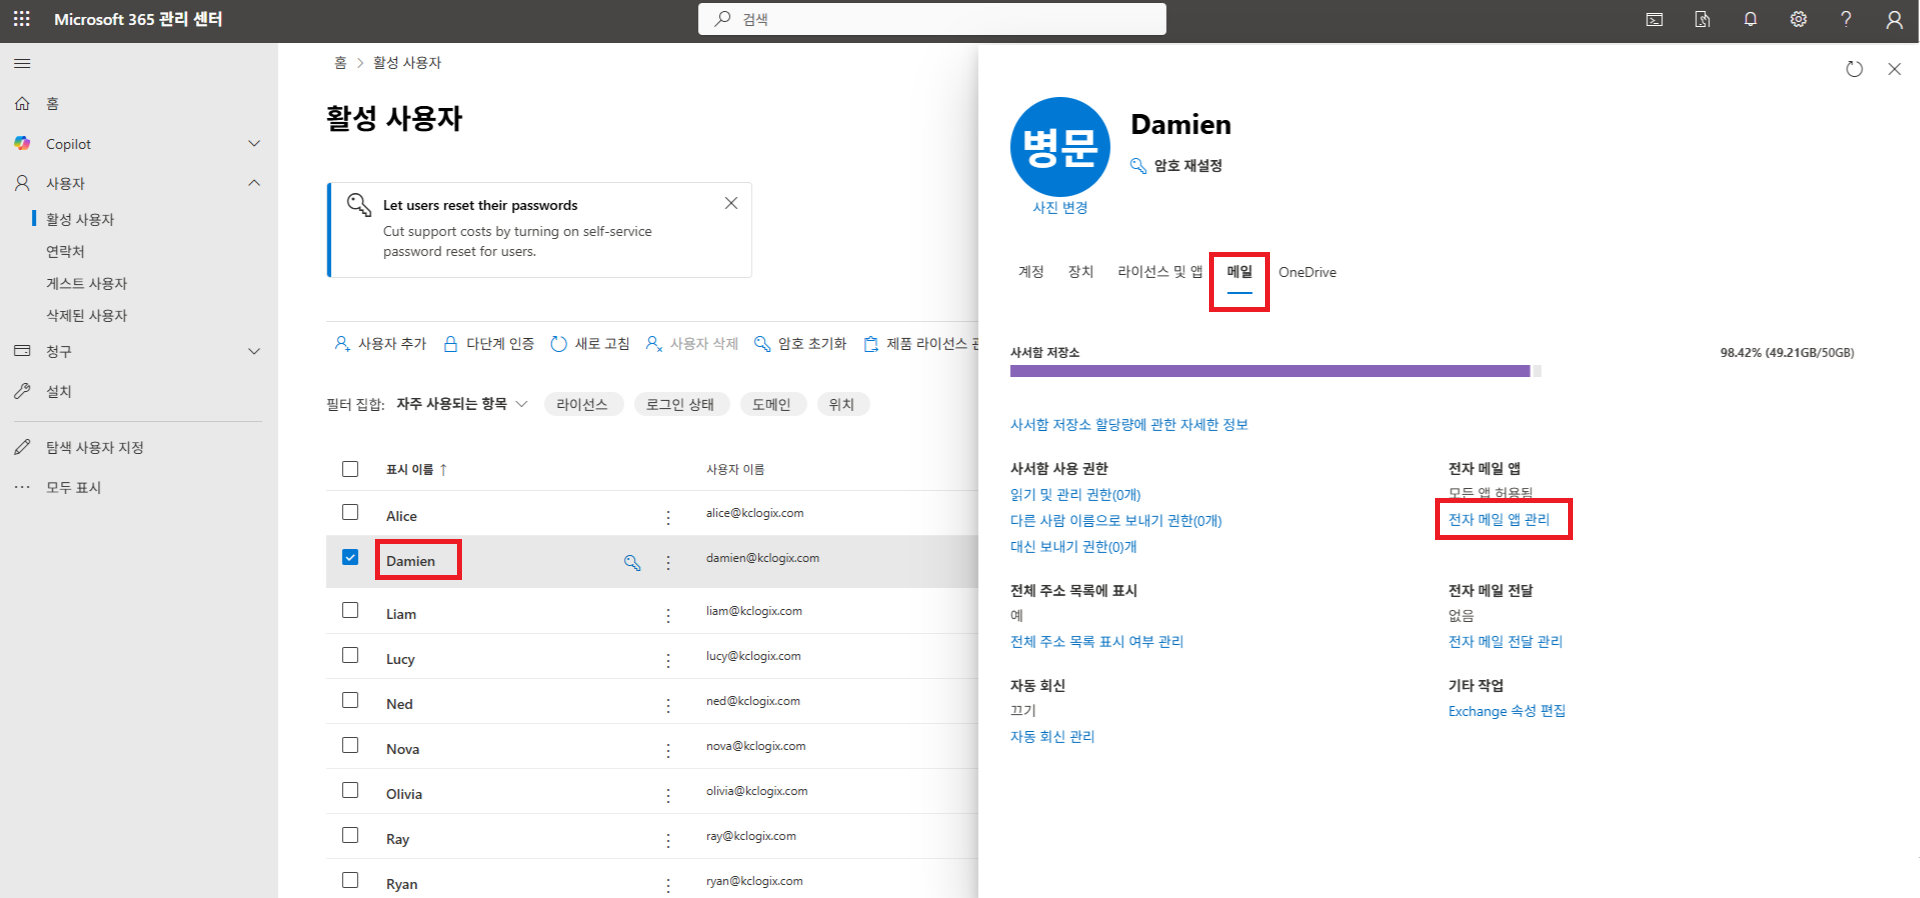 Microsoft 365 관리 센터
검색
홈
Copilot
사용자
활성 사용자
연락처
게스트 사용자
삭제된 사용자
청구
설치
탐색 사용자 지정
모두 표시
홈 > 활성 사용자
활성 사용자
Let users reset their passwords
Cut support costs by turning on self-service
password reset for users.
사용자 추가 다단계 인증 새로 고침 사용자 삭제 암호 초기화 제품 라이선스 관
필터 집합: 자주 사용되는 항목 라이선스 로그인 상태 도메인 위치
표시 이름 ↑ 사용자 이름
Alice alice@kclogix.com
Damien damien@kclogix.com
Liam liam@kclogix.com
Lucy lucy@kclogix.com
Ned ned@kclogix.com
Nova nova@kclogix.com
Olivia olivia@kclogix.com
Ray ray@kclogix.com
Ryan ryan@kclogix.com
병문
Damien
암호 재설정
사진 변경
계정 장치 라이선스 및 앱 메일 OneDrive
사서함 저장소 98.42% (49.21GB/50GB)
사서함 저장소 할당량에 관한 자세한 정보
사서함 사용 권한
읽기 및 관리 권한(0개)
다른 사람 이름으로 보내기 권한(0개)
대신 보내기 권한(0)개
전자 메일 앱
모든 앱 허용됨
전자 메일 앱 관리
전체 주소 목록에 표시
예
전체 주소 목록 표시 여부 관리
전자 메일 전달
없음
전자 메일 전달 관리
자동 회신
끄기
자동 회신 관리
기타 작업
Exchange 속성 편집